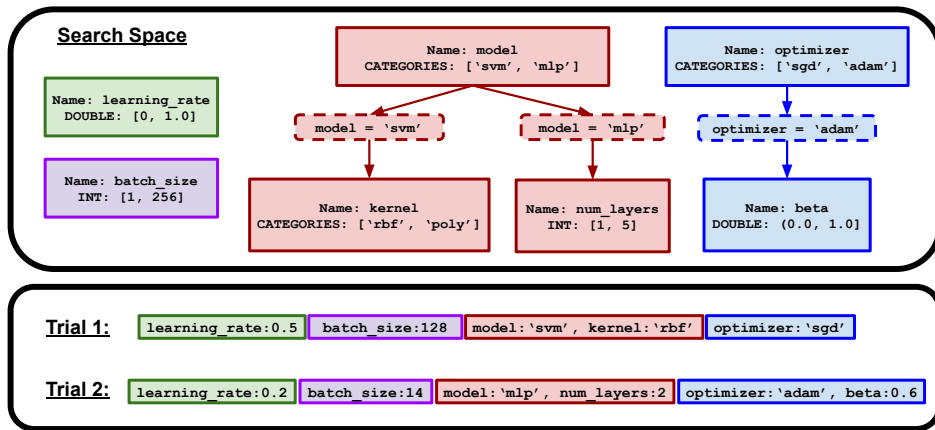 Search Space
Name: model
CATEGORIES: [‘svm’, ‘mlp’]
Name: optimizer
CATEGORIES: [‘sgd’, ‘adam’]
Name: learning_rate
DOUBLE: [0, 1.0]
model = ‘svm’
model = ‘mlp’
optimizer = ‘adam’
Name: batch_size
INT: [1, 256]
Name: kernel
CATEGORIES: [‘rbf’, ‘poly’]
Name: num_layers
INT: [1, 5]
Name: beta
DOUBLE: (0.0, 1.0]
Trial 1: learning_rate:0.5 batch_size:128 model:‘svm’, kernel:‘rbf’ optimizer:‘sgd’
Trial 2: learning_rate:0.2 batch_size:14 model:‘mlp’, num_layers:2 optimizer:‘adam’, beta:0.6